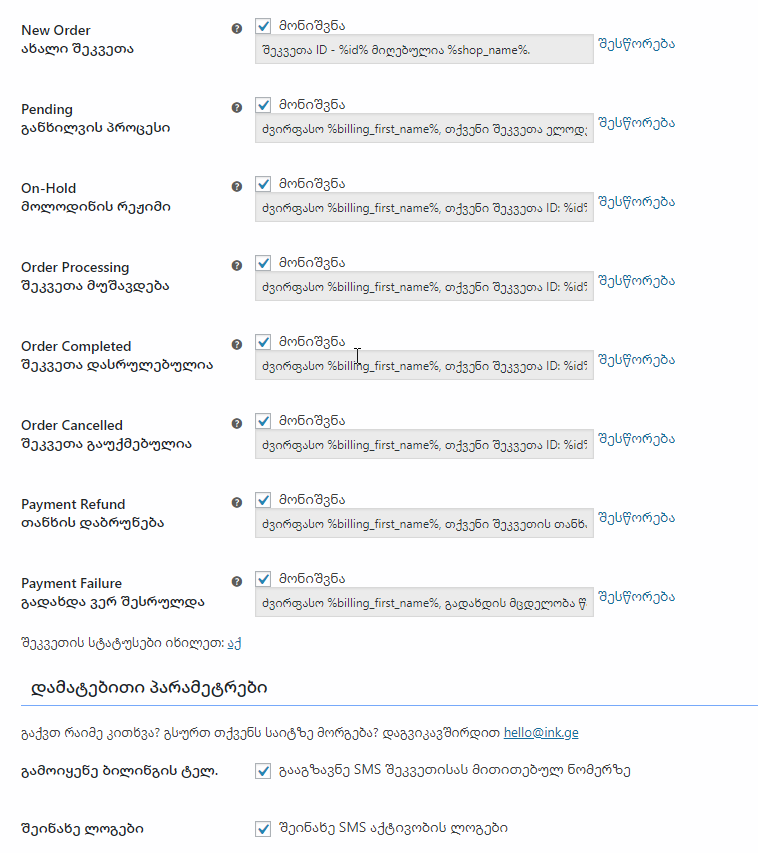 New Order
ახალი შეკვეთა
მონიშვნა
შეკვეთა ID - %id% მიღებულია %shop_name%.
შესწორება
Pending
განხილვის პროცესი
მონიშვნა
ძვირფასო %billing_first_name%, თქვენი შეკვეთა ელოდ
შესწორება
On-Hold
მოლოდინის რეჟიმი
მონიშვნა
ძვირფასო %billing_first_name%, თქვენი შეკვეთა ID: %id%
შესწორება
Order Processing
შეკვეთა მუშავდება
მონიშვნა
ძვირფასო %billing_first_name%, თქვენი შეკვეთა ID: %id%
შესწორება
Order Completed
შეკვეთა დასრულებულია
მონიშვნა
ძვირფასო %billing_first_name%, თქვენი შეკვეთა ID: %id%
შესწორება
Order Cancelled
შეკვეთა გაუქმებულია
მონიშვნა
ძვირფასო %billing_first_name%, თქვენი შეკვეთა ID: %id%
შესწორება
Payment Refund
თანხის დაბრუნება
მონიშვნა
ძვირფასო %billing_first_name%, თქვენი შეკვეთის თანხ
შესწორება
Payment Failure
გადახდა ვერ შესრულდა
მონიშვნა
ძვირფასო %billing_first_name%, გადახდის მცდელობა წ
შესწორება
შეკვეთის სტატუსები იხილეთ: აქ
დამატებითი პარამეტრები
გაქვთ რაიმე კითხვა? გსურთ თქვენს საიტზე მორგება? დაგვიკავშირდით hello@ink.ge
გამოიყენე ბილინგის ტელ.
გააგზავნე SMS შეკვეთისას მითითებულ ნომერზე
შეინახე ლოგები
შეინახე SMS აქტივობის ლოგები